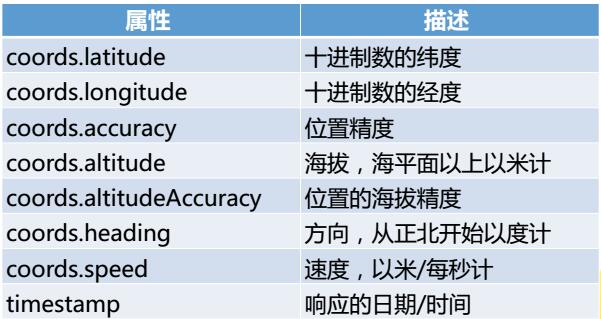 属性 描述
coords.latitude 十进制数的纬度
coords.longitude 十进制数的经度
coords.accuracy 位置精度
coords.altitude 海拔，海平面以上以米计
coords.altitudeAccuracy 位置的海拔精度
coords.heading 方向，从正北开始以度计
coords.speed 速度，以米/每秒计
timestamp 响应的日期/时间